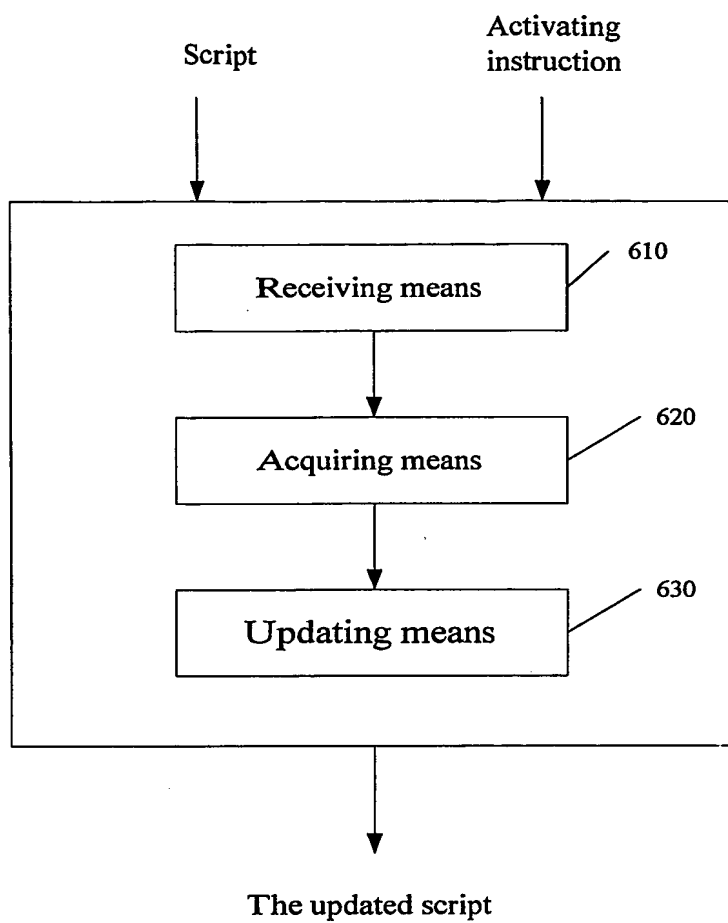 Script
Activating
instruction
610
Receiving means
620
Acquiring means
630
Updating means
The updated script